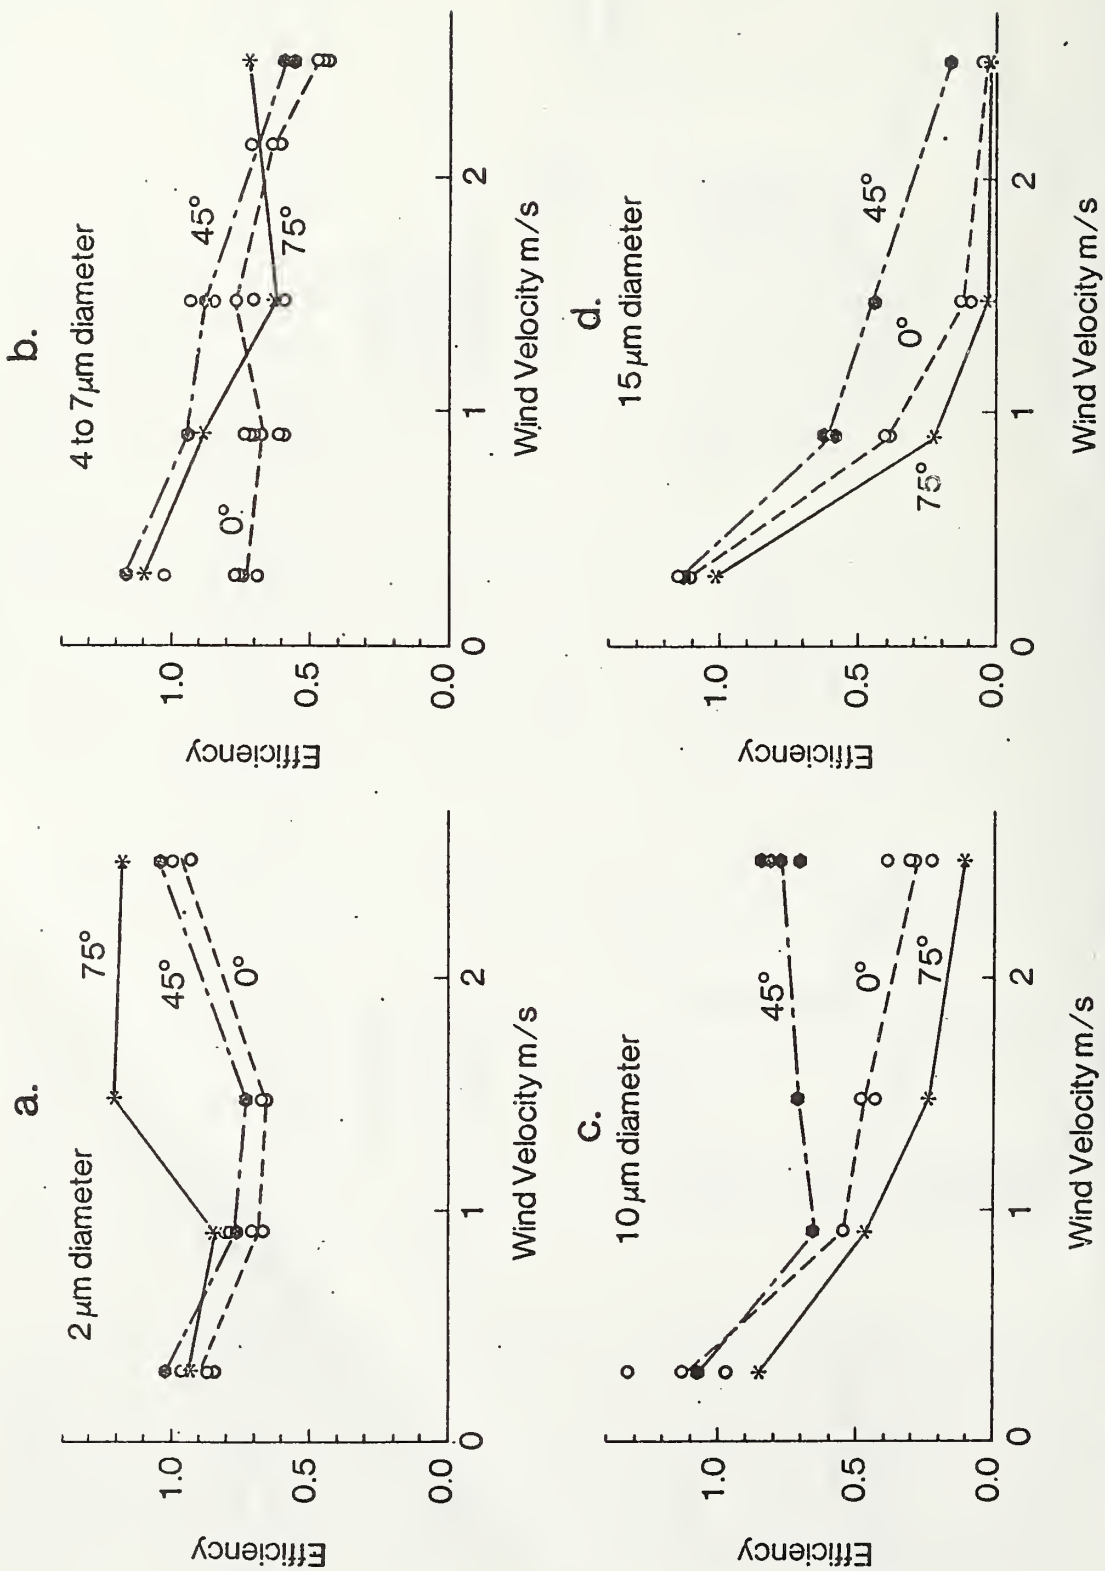 a.
2 μm diameter
75°
45°
0°
1.0
0.5
0.0
Efficiency
0
1
2
Wind Velocity m/s
b.
4 to 7 μm diameter
45°
75°
0°
1.0
0.5
0.0
Efficiency
0
1
2
Wind Velocity m/s
c.
10 μm diameter
45°
0°
75°
1.0
0.5
0.0
Efficiency
0
1
2
Wind Velocity m/s
d.
15 μm diameter
45°
0°
75°
1.0
0.5
0.0
Efficiency
0
1
2
Wind Velocity m/s